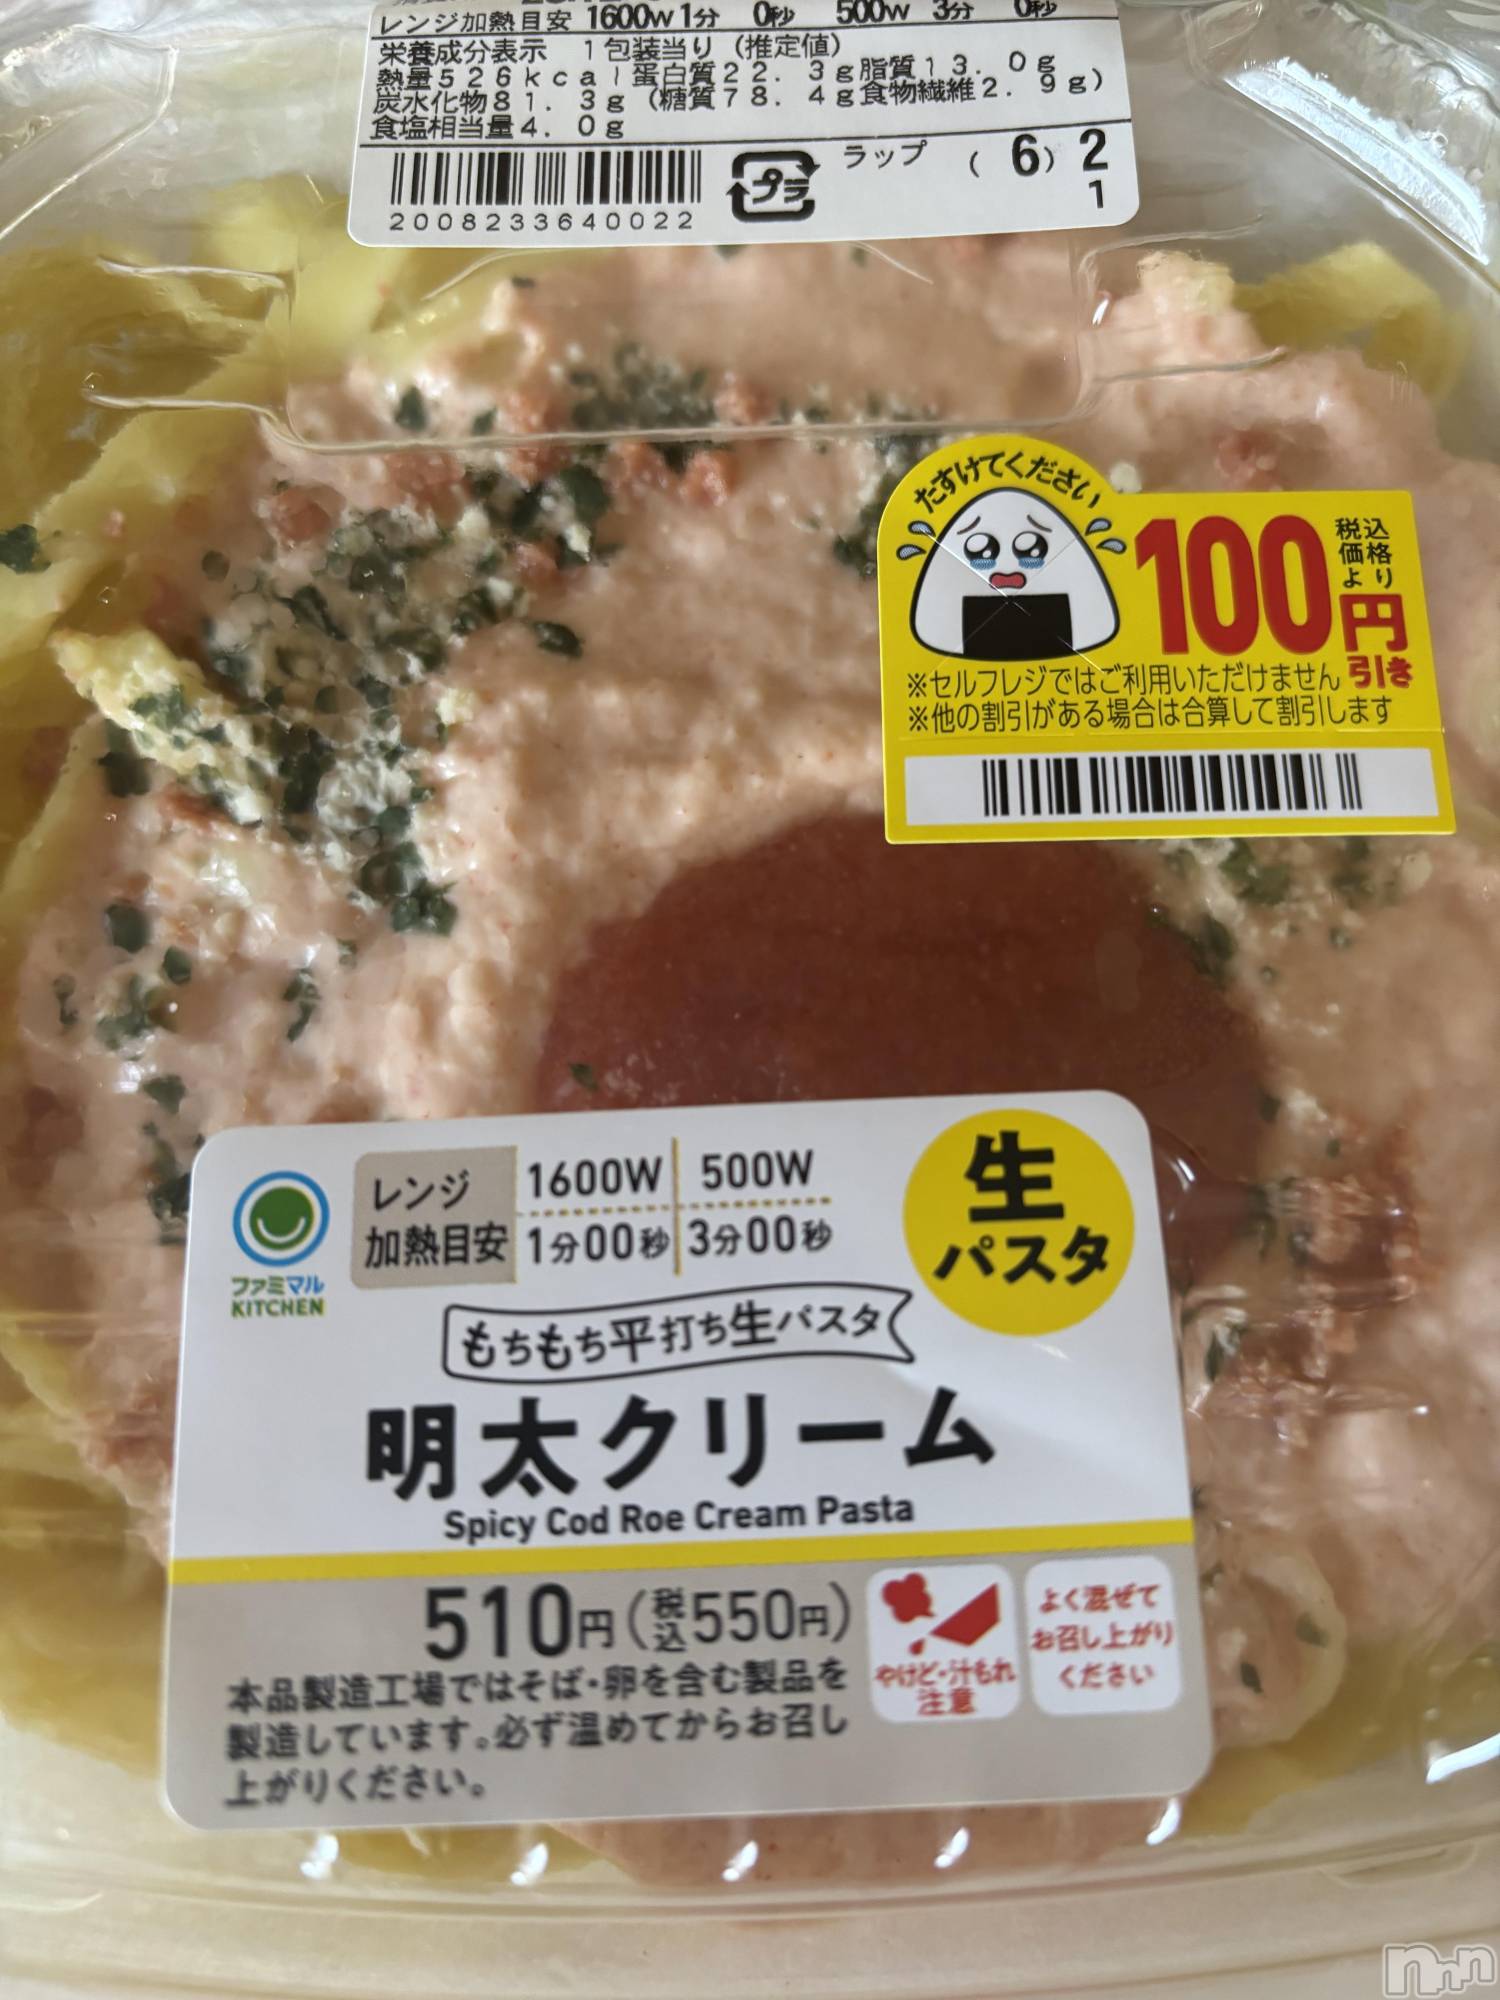 レンジ加熱目安 1600W 1分 0秒 500W 3分 0秒
栄養成分表示 1包装当り(推定値)
熱量526kcal蛋白質22.3g脂質13.0g
炭水化物81.3g(糖質78.4g食物繊維2.9g)
食塩相当量4.0g
2008233640022
プラ
ラップ (6) 2
1
たすけてください
100円引き
税込価格より
※セルフレジではご利用いただけません
※他の割引がある場合は合算して割引します
ファミマル
KITCHEN
レンジ
加熱目安
1600W 500W
1分00秒 3分00秒
生
パスタ
もちもち平打ち生パスタ
明太クリーム
Spicy Cod Roe Cream Pasta
510円(税込550円)
本品製造工場ではそば・卵を含む製品を
製造しています。必ず温めてからお召し
上がりください。
やけど・汁もれ
注意
よく混ぜて
お召し上がり
ください
nnn